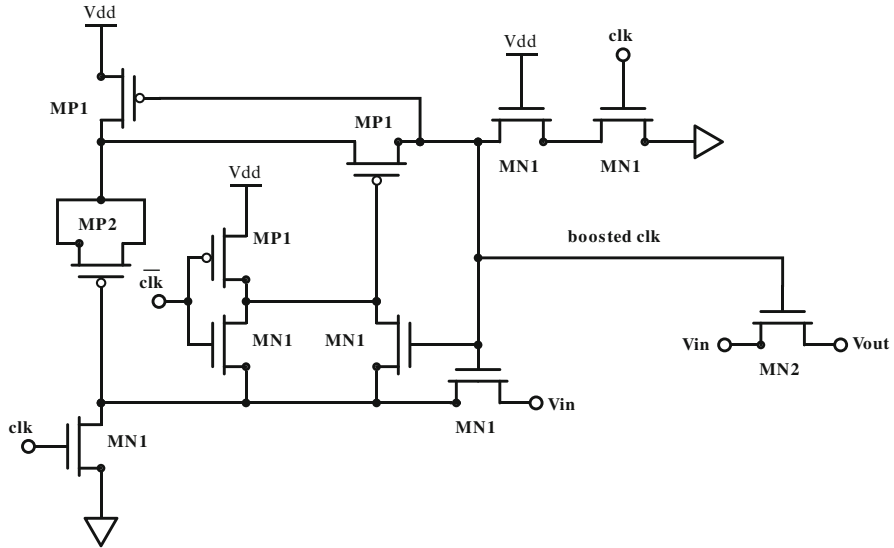 Vdd
clk
Vdd
MP1
MP1
MN1
MN1
Vdd
MP2
MP1
boosted clk
c̅l̅k̅
MN1
MN1
Vin
Vout
MN2
clk
MN1
MN1
Vin